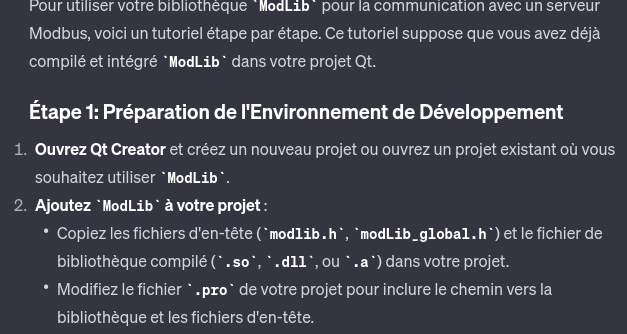 Pour utiliser votre bibliothèque `ModLib` pour la communication avec un serveur
Modbus, voici un tutoriel étape par étape. Ce tutoriel suppose que vous avez déjà
compilé et intégré `ModLib` dans votre projet Qt.
Étape 1: Préparation de l'Environnement de Développement
1. Ouvrez Qt Creator et créez un nouveau projet ou ouvrez un projet existant où vous
souhaitez utiliser `ModLib`.
2. Ajoutez `ModLib` à votre projet :
• Copiez les fichiers d'en-tête (`modlib.h`, `modLib_global.h`) et le fichier de
bibliothèque compilé (`.so`, `.dll`, ou `.a`) dans votre projet.
• Modifiez le fichier `.pro` de votre projet pour inclure le chemin vers la
bibliothèque et les fichiers d'en-tête.